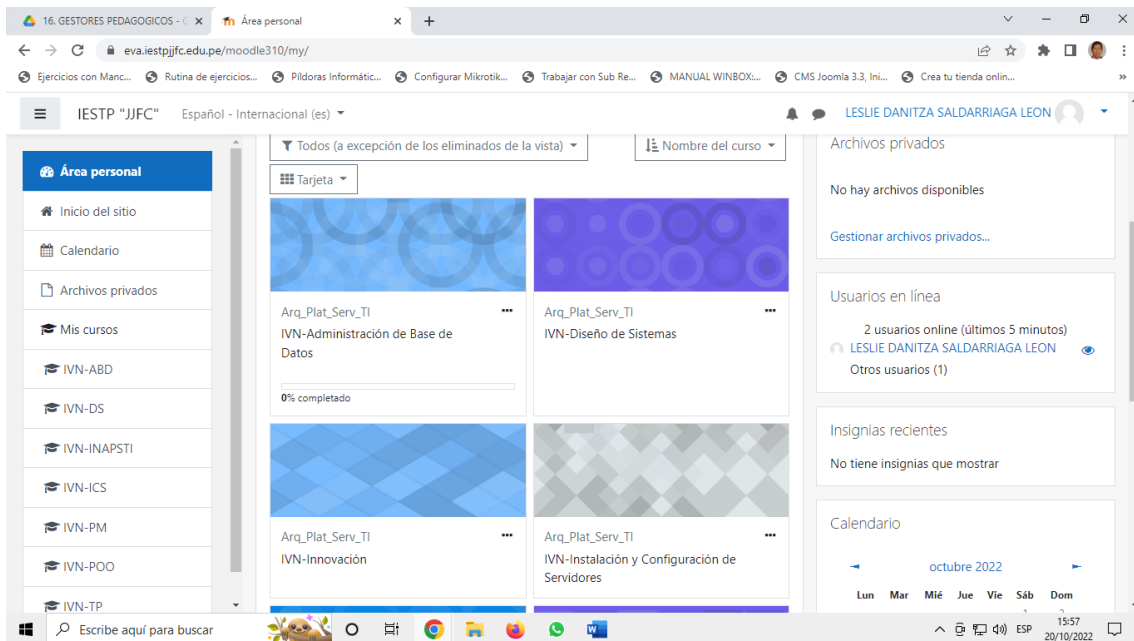 16. GESTORES PEDAGOGICOS - G
Área personal
eva.iestpjjfc.edu.pe/moodle310/my/
Ejercicios con Manc...
Rutina de ejercicios...
Píldoras Informátic...
Configurar Mikrotik...
Trabajar con Sub Re...
MANUAL WINBOX:...
CMS Joomla 3.3, Ini...
Crea tu tienda onlin...
IESTP "JJFC"
Español - Internacional (es)
LESLIE DANITZA SALDARRIAGA LEON
Área personal
Inicio del sitio
Calendario
Archivos privados
Mis cursos
IVN-ABD
IVN-DS
IVN-INAPSTI
IVN-ICS
IVN-PM
IVN-POO
IVN-TP
Todos (a excepción de los eliminados de la vista)
Nombre del curso
Tarjeta
Arq_Plat_Serv_TI
IVN-Administración de Base de
Datos
0% completado
Arq_Plat_Serv_TI
IVN-Diseño de Sistemas
Arq_Plat_Serv_TI
IVN-Innovación
Arq_Plat_Serv_TI
IVN-Instalación y Configuración de
Servidores
Archivos privados
No hay archivos disponibles
Gestionar archivos privados...
Usuarios en línea
2 usuarios online (últimos 5 minutos)
LESLIE DANITZA SALDARRIAGA LEON
Otros usuarios (1)
Insignias recientes
No tiene insignias que mostrar
Calendario
octubre 2022
Lun Mar Mié Jue Vie Sáb Dom
Escribe aquí para buscar
ESP
15:57
20/10/2022